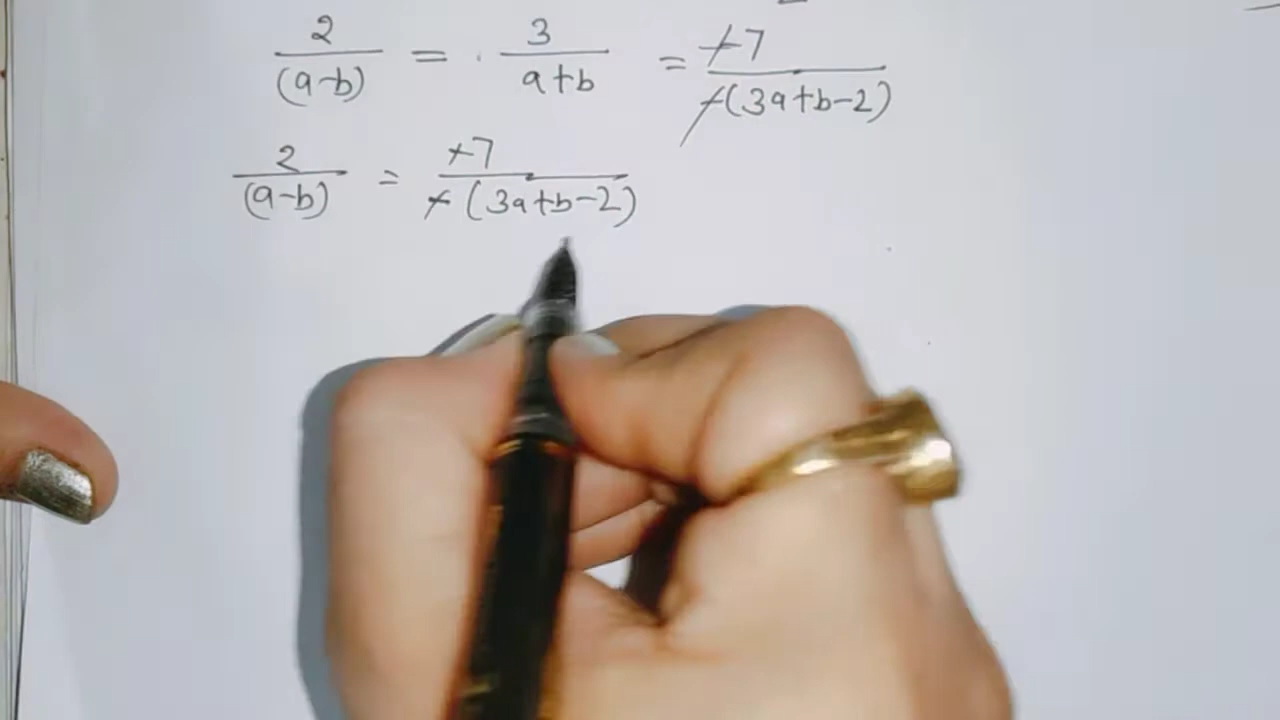 2/(a-b) = 3/a+b = -7/-(3a+b-2)
2/(a-b) = -7/-(3a+b-2)